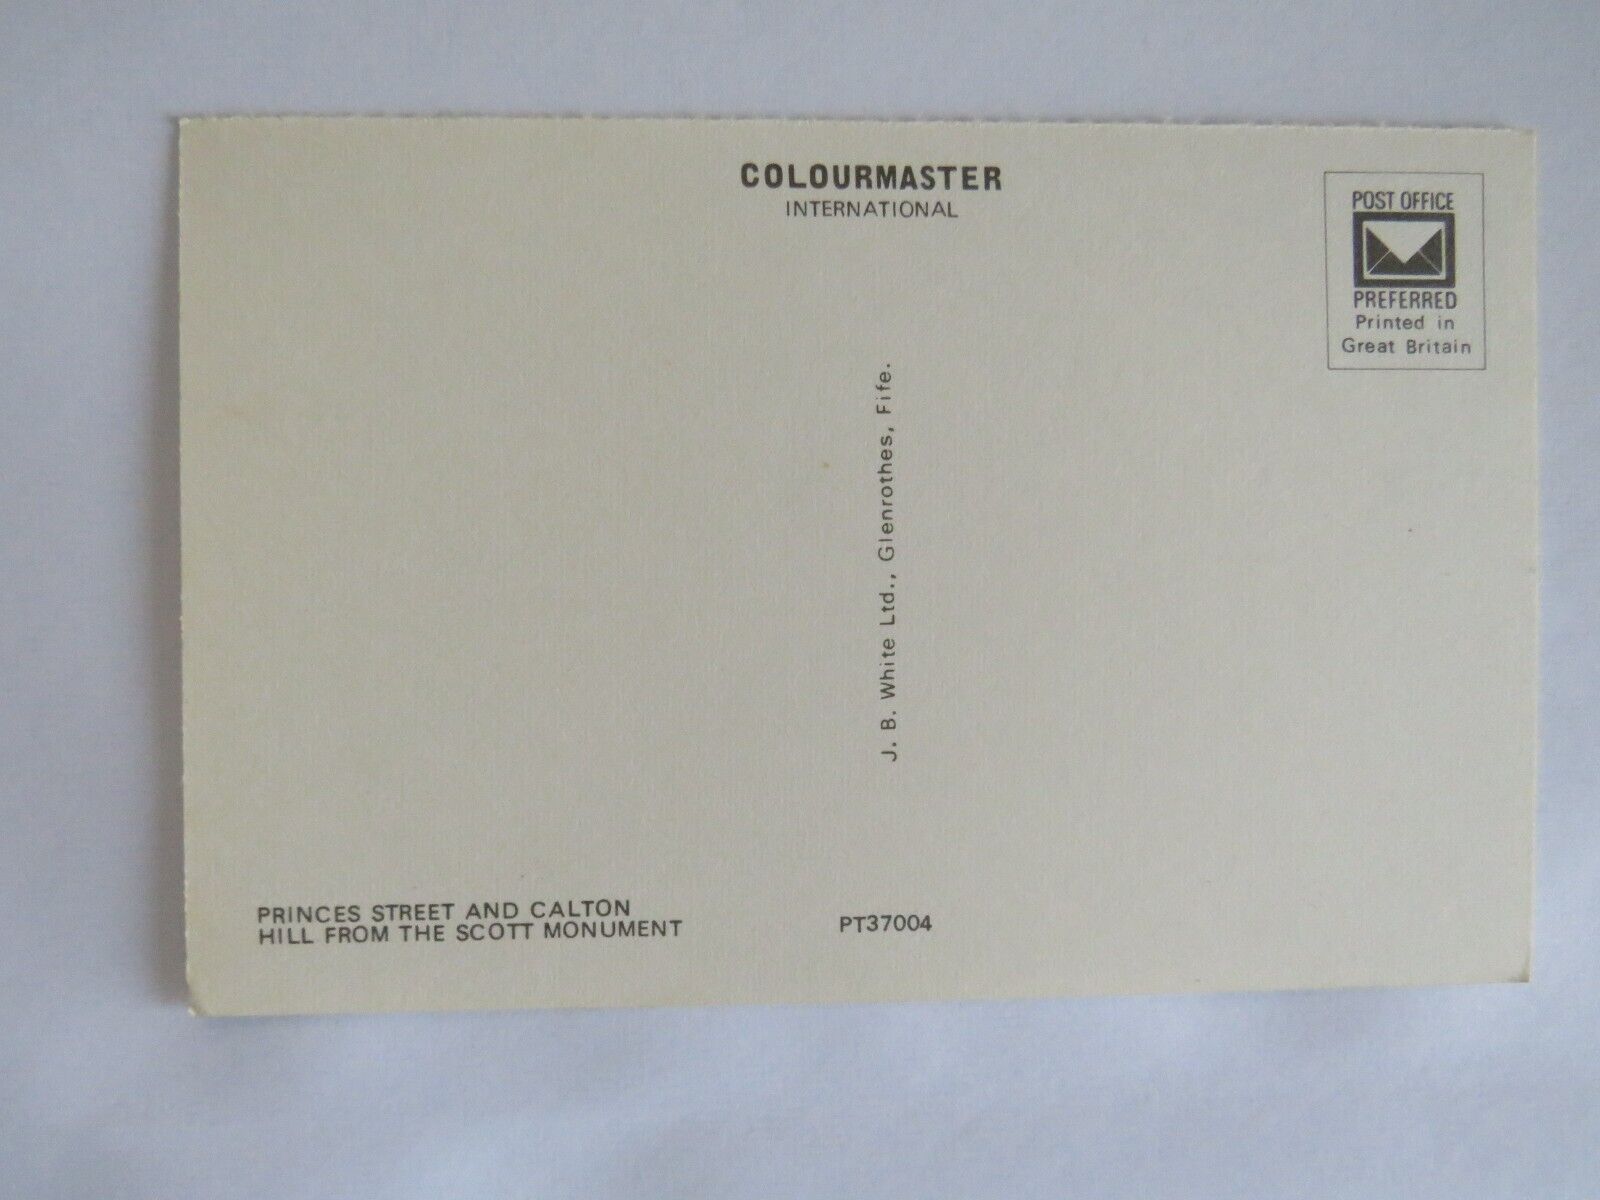 COLOURMASTER
INTERNATIONAL
POST OFFICE
PREFERRED
Printed in
Great Britain
J. B. White Ltd., Glenrothes, Fife.
PRINCES STREET AND CALTON
HILL FROM THE SCOTT MONUMENT
PT37004